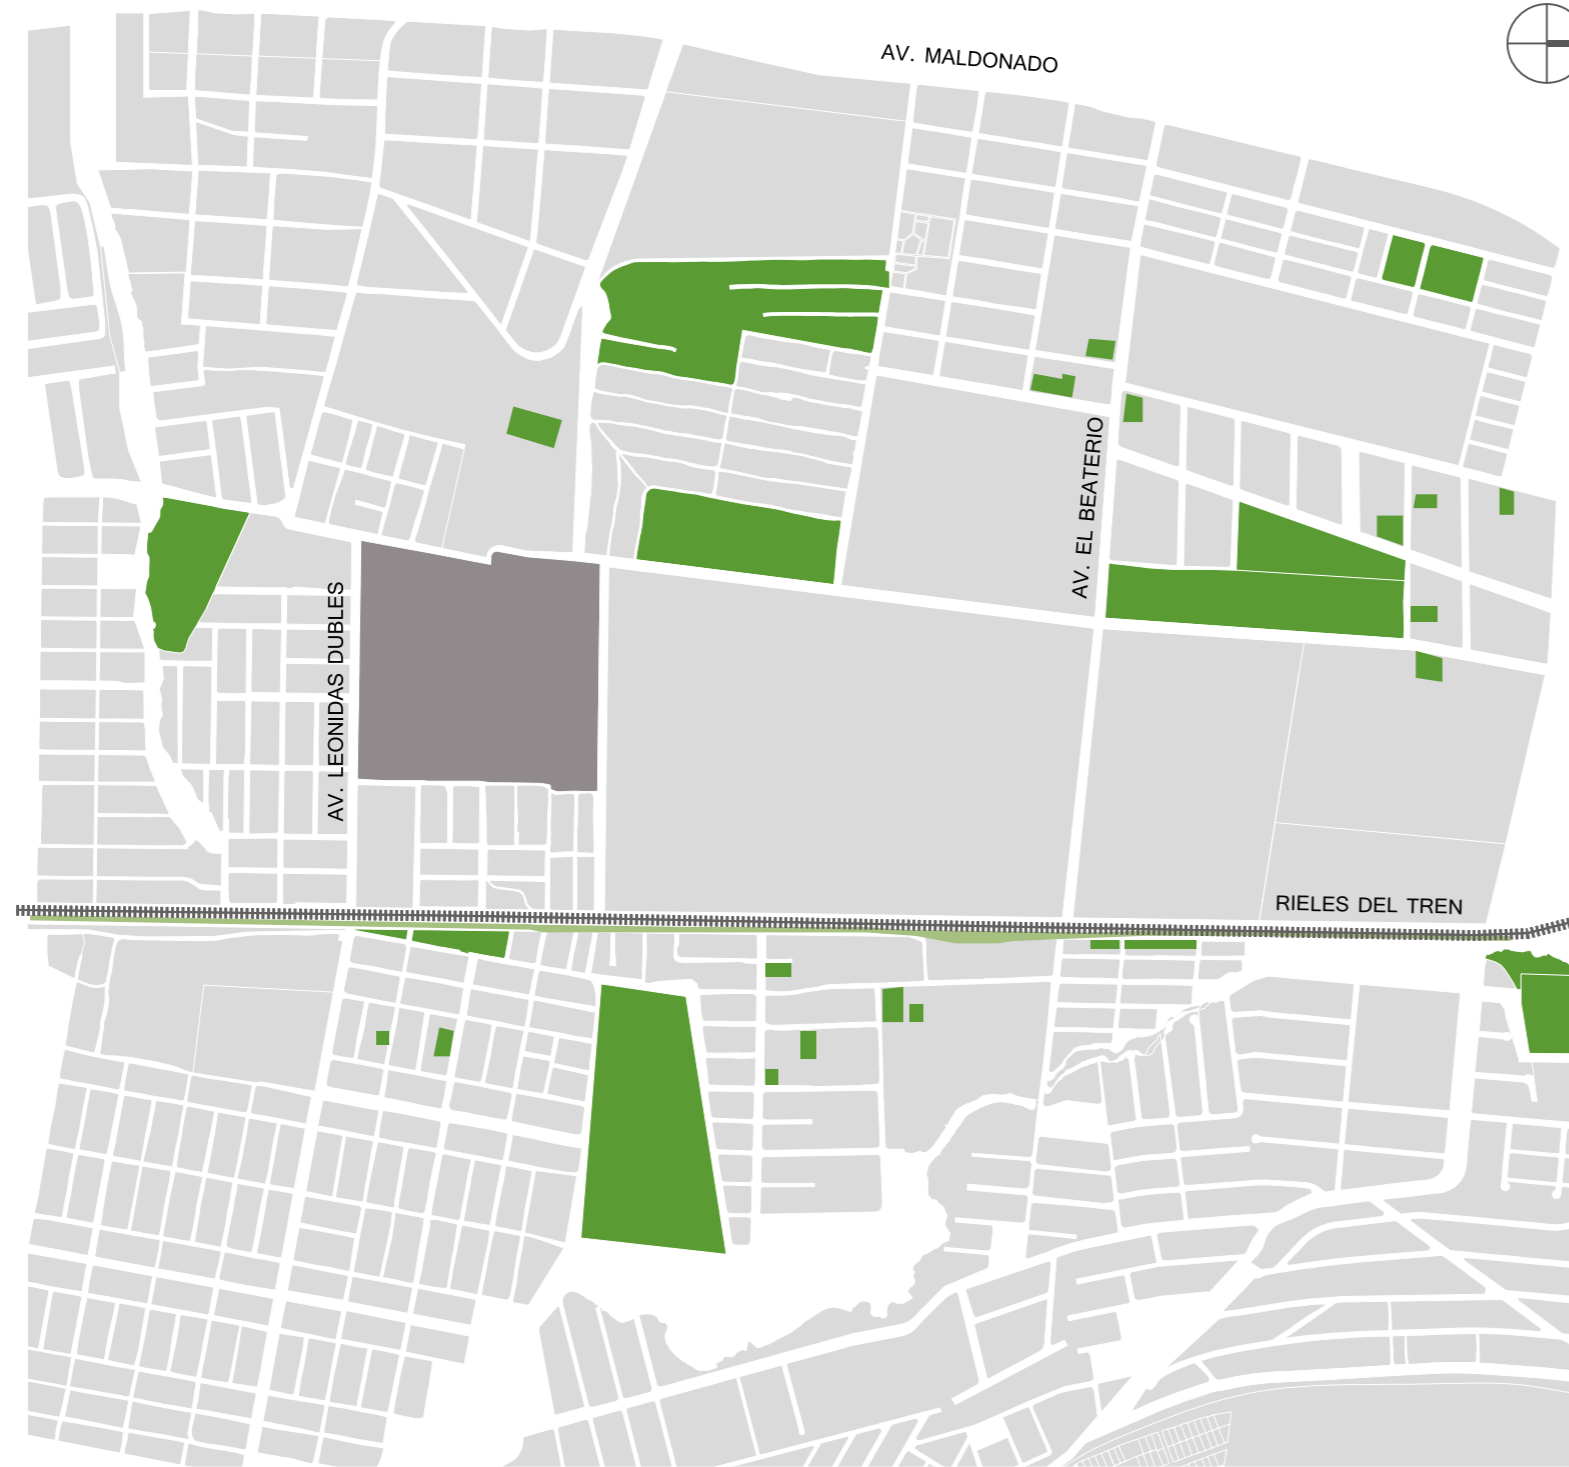 AV. MALDONADO
AV. EL BEATERIO
AV. LEONIDAS DUBLES
RIELES DEL TREN